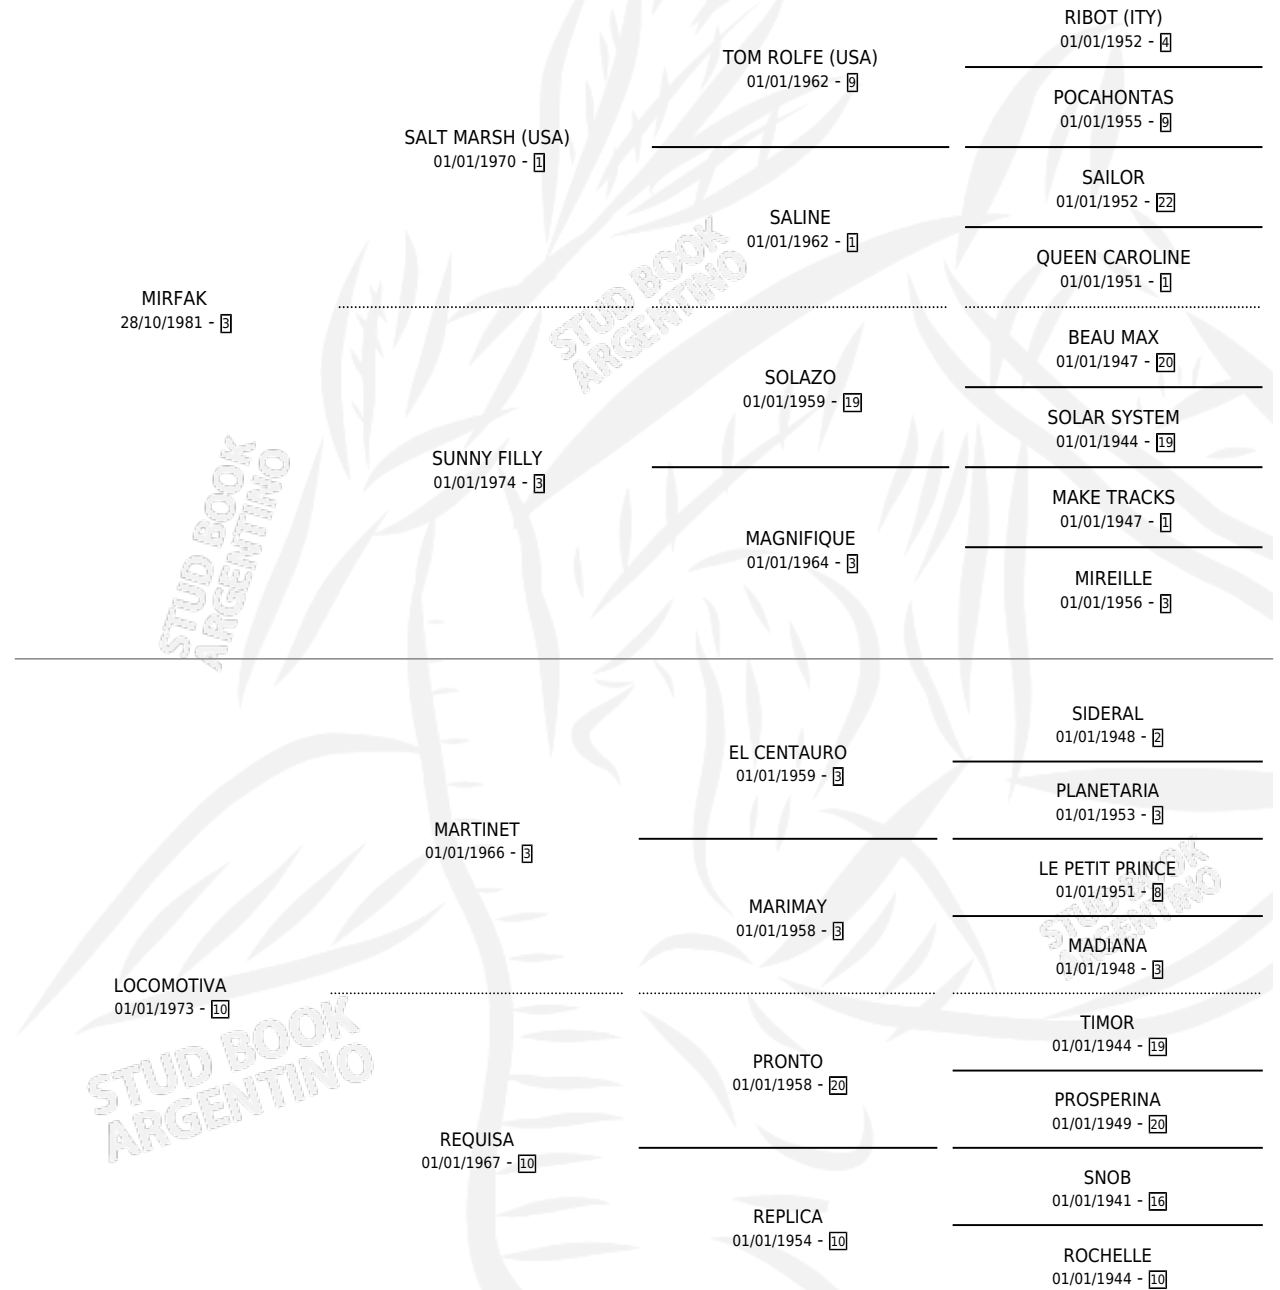 RIBOT (ITY)
01/01/1952 - 4
TOM ROLFE (USA)
01/01/1962 - 9
POCAHONTAS
01/01/1955 - 9
SALT MARSH (USA)
01/01/1970 - 1
SAILOR
01/01/1952 - 22
SALINE
01/01/1962 - 1
QUEEN CAROLINE
01/01/1951 - 1
MIRFAK
28/10/1981 - 3
BEAU MAX
01/01/1947 - 20
SOLAZO
01/01/1959 - 19
SOLAR SYSTEM
01/01/1944 - 19
SUNNY FILLY
01/01/1974 - 3
MAKE TRACKS
01/01/1947 - 1
MAGNIFIQUE
01/01/1964 - 3
MIREILLE
01/01/1956 - 3
SIDERAL
01/01/1948 - 2
EL CENTAURO
01/01/1959 - 3
PLANETARIA
01/01/1953 - 3
MARTINET
01/01/1966 - 3
LE PETIT PRINCE
01/01/1951 - 8
MARIMAY
01/01/1958 - 3
MADIANA
01/01/1948 - 3
LOCOMOTIVA
01/01/1973 - 10
TIMOR
01/01/1944 - 19
PRONTO
01/01/1958 - 20
PROSPERINA
01/01/1949 - 20
REQUISA
01/01/1967 - 10
SNOB
01/01/1941 - 16
REPLICA
01/01/1954 - 10
ROCHELLE
01/01/1944 - 10
STUD BOOK
ARGENTINO
STUD BOOK
ARGENTINO
STUD BOOK
ARGENTINO
STUD BOOK
ARGENTINO